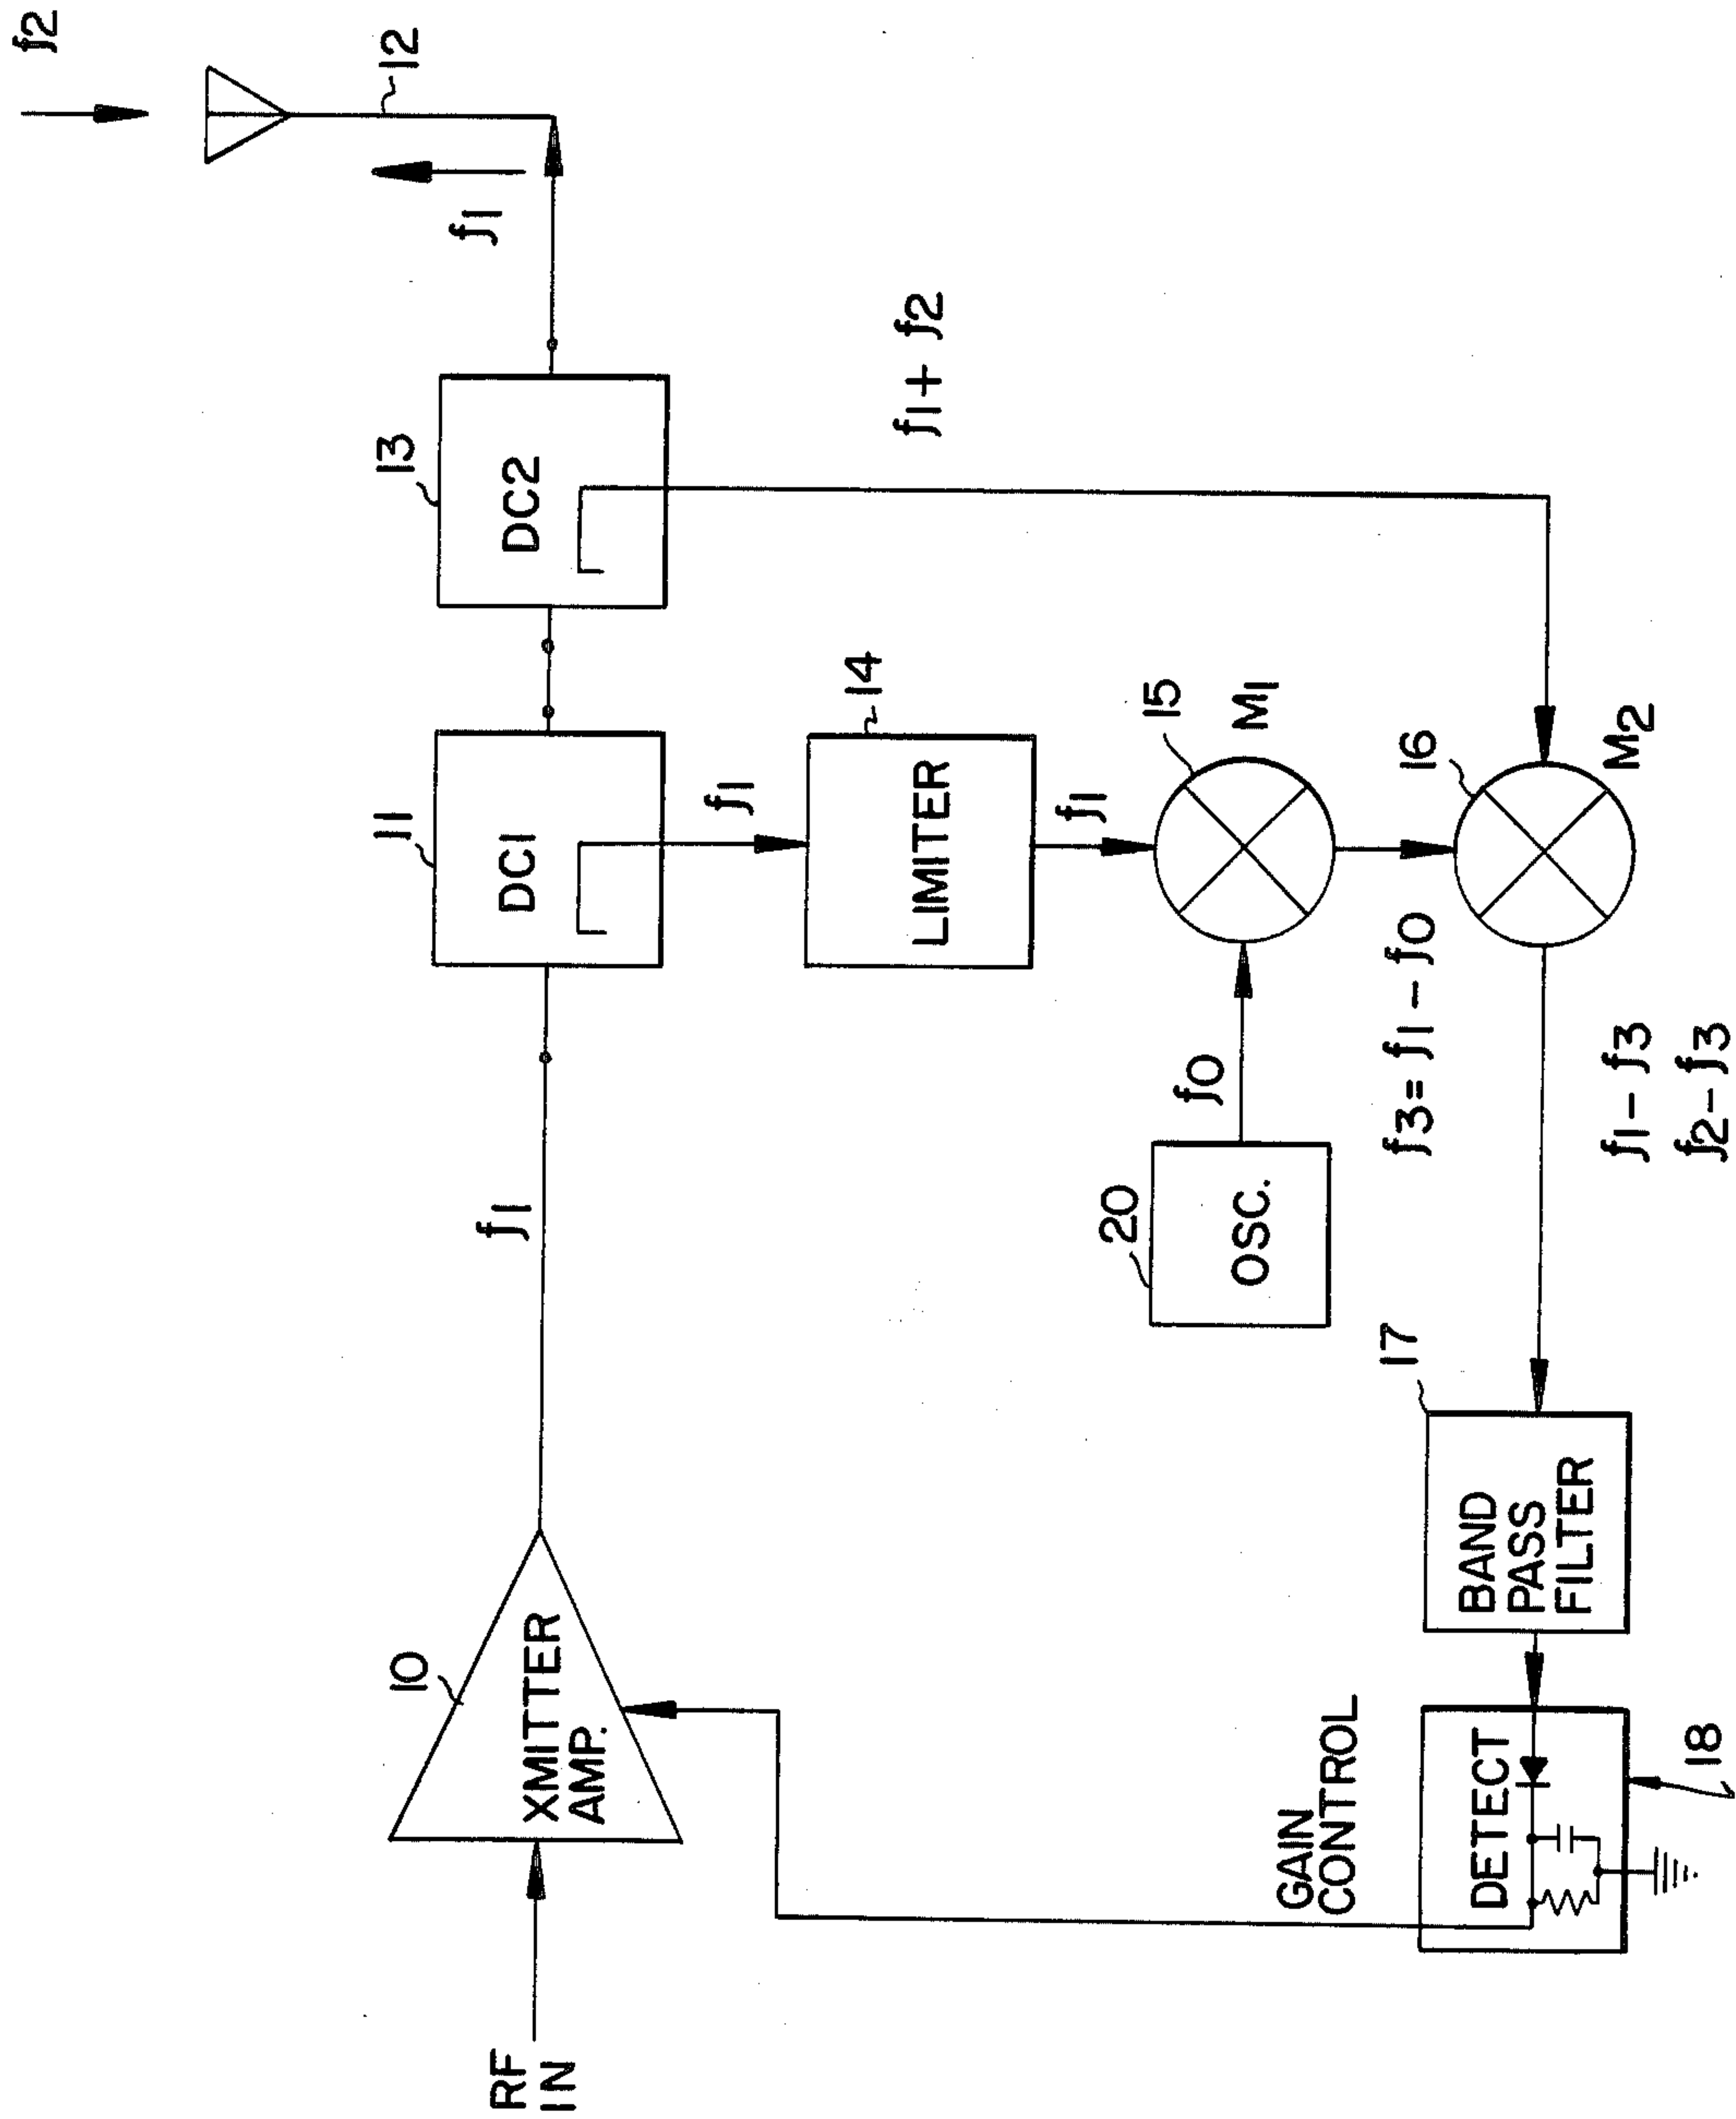 f2
12
f1
13
DC2
f1 + f2
11
DC1
f1
14
LIMITER
f1
15
M1
16
M2
f1
20
OSC.
f0
f3 = f1 - f0
f1 - f3
f2 - f3
10
XMITTER
AMP.
RF
IN
17
BAND
PASS
FILTER
GAIN
CONTROL
DETECT
18